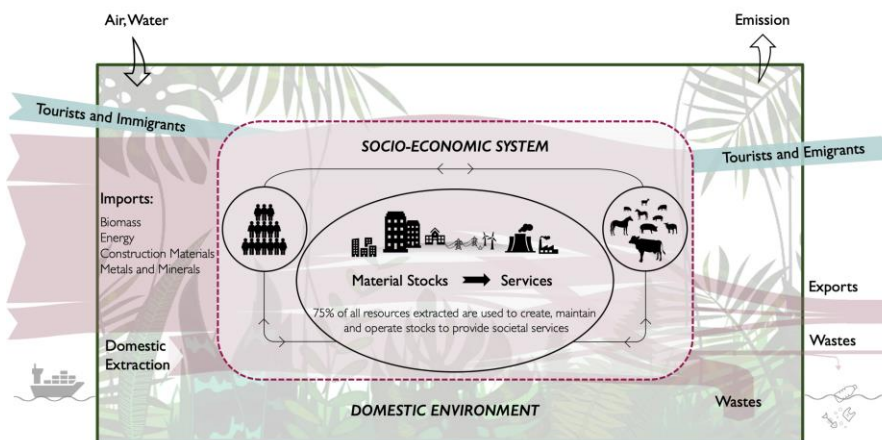 Air, Water
Emission
Tourists and Immigrants
SOCIO-ECONOMIC SYSTEM
Tourists and Emigrants
Imports:
Biomass
Energy
Construction Materials
Metals and Minerals
Material Stocks
Services
75% of all resources extracted are used to create, maintain
and operate stocks to provide societal services
Exports
Domestic
Extraction
Wastes
Wastes
DOMESTIC ENVIRONMENT